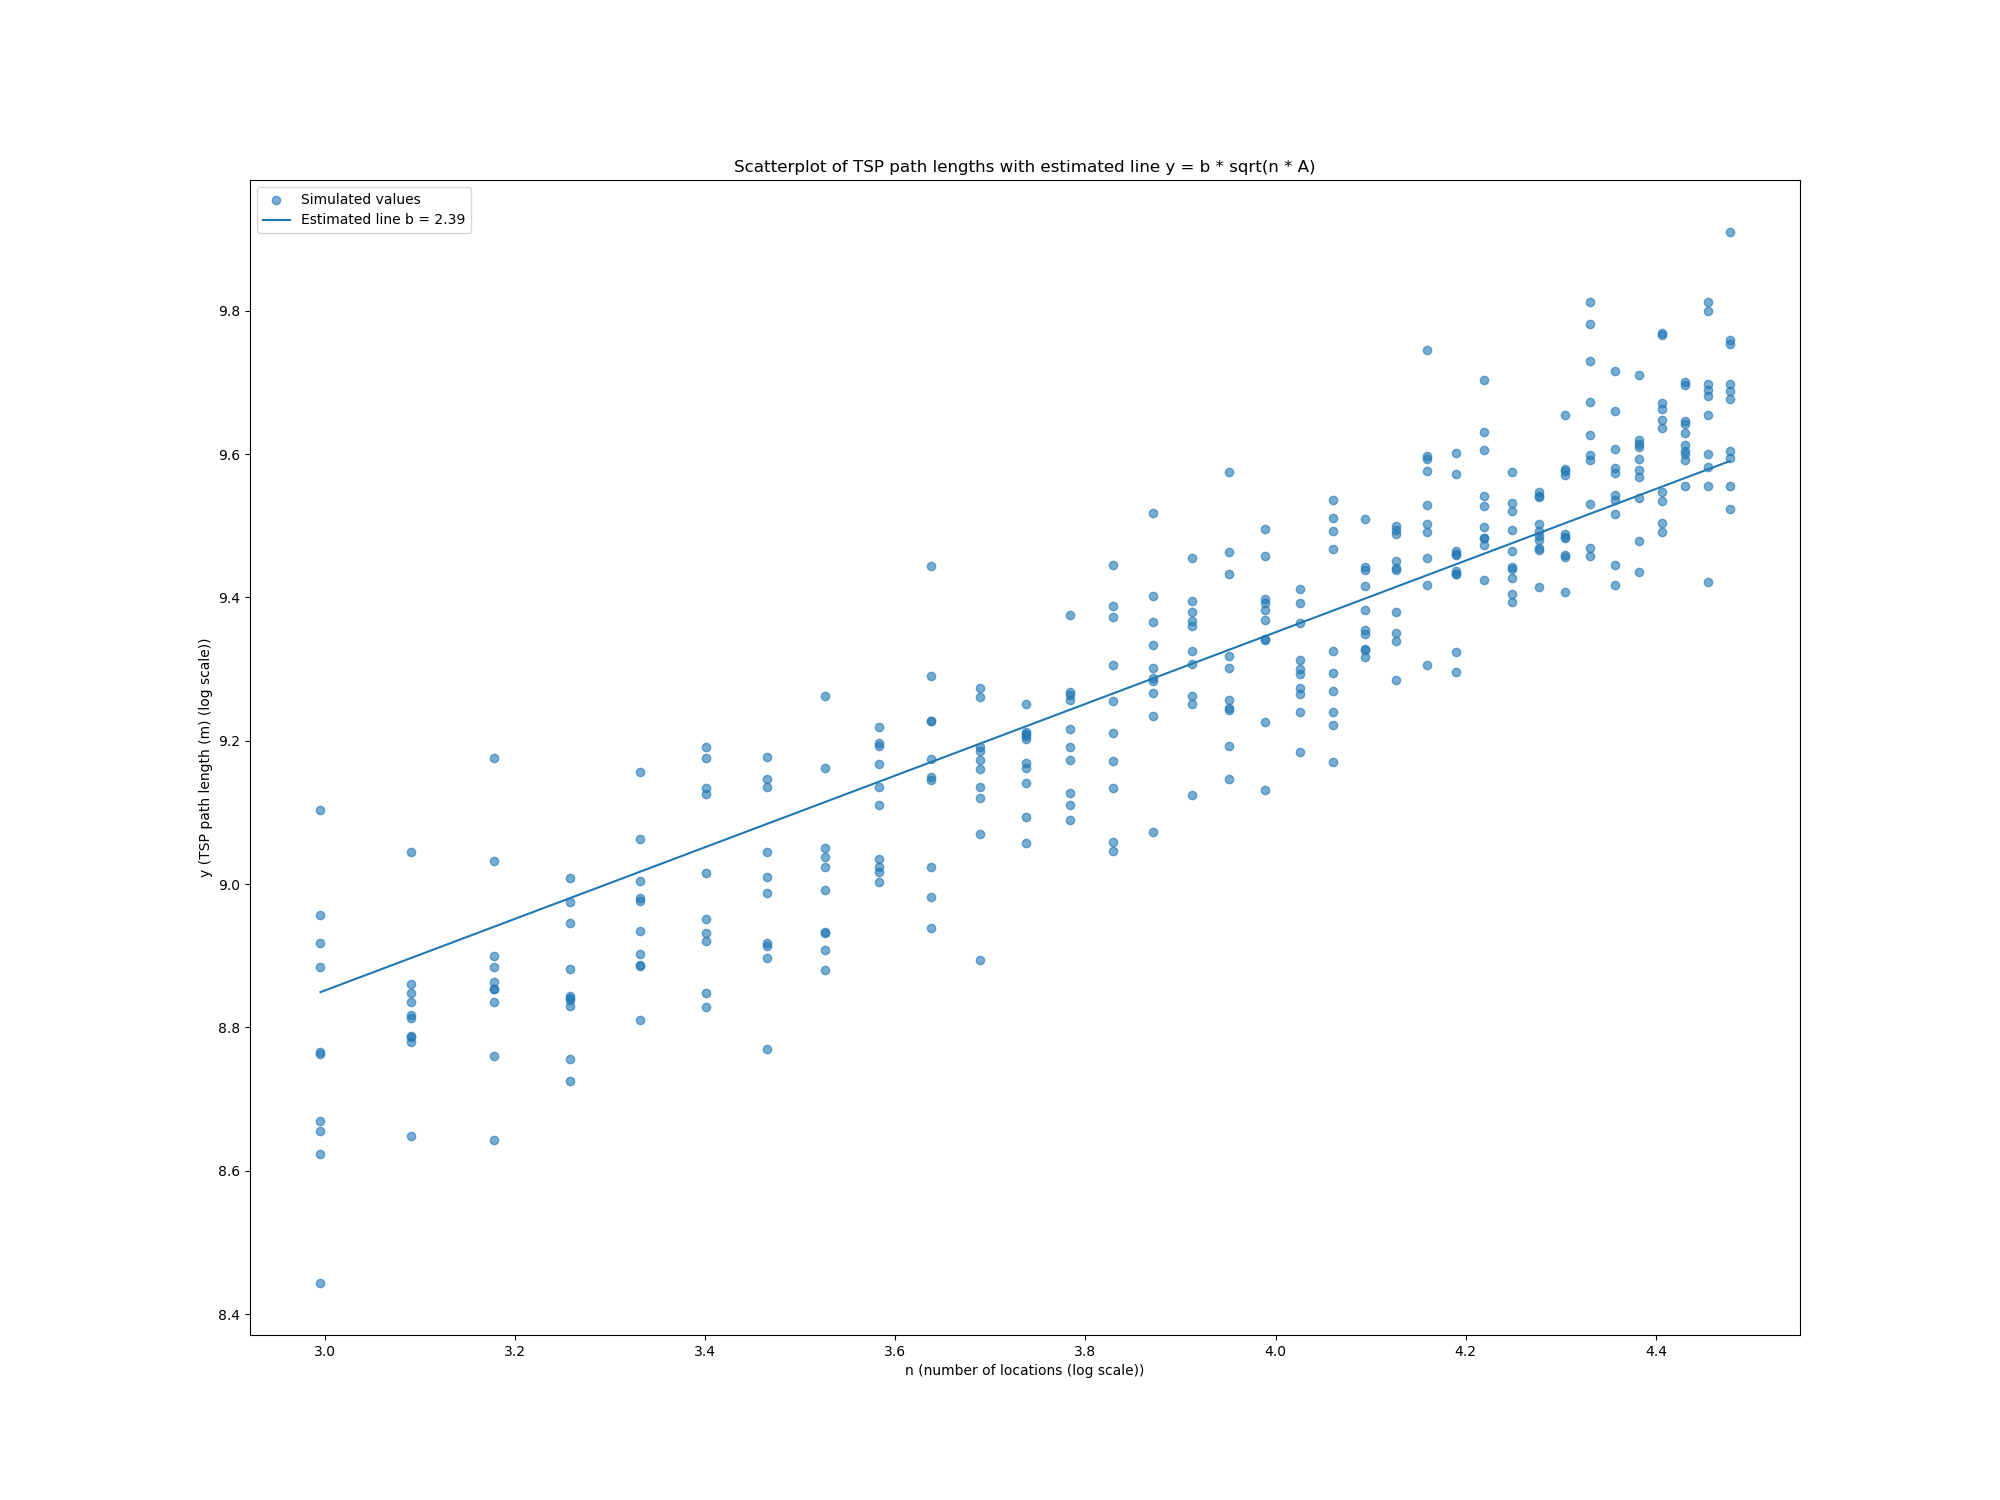 Scatterplot of TSP path lengths with estimated line y = b * sqrt(n * A)
Simulated values
Estimated line b = 2.39
9.8
9.6
9.4
9.2
9.0
8.8
8.6
8.4
y (TSP path length (m) (log scale))
3.0 3.2 3.4 3.6 3.8 4.0 4.2 4.4
n (number of locations (log scale))